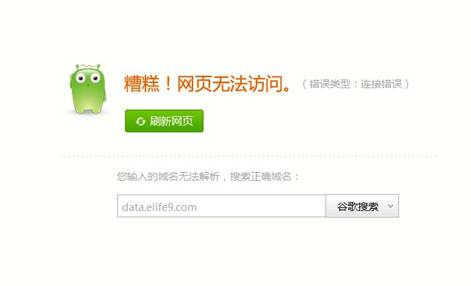 糟糕！网页无法访问。（错误类型：连接错误）
刷新网页
您输入的域名无法解析，搜索正确域名：
data.elife9.com 谷歌搜索